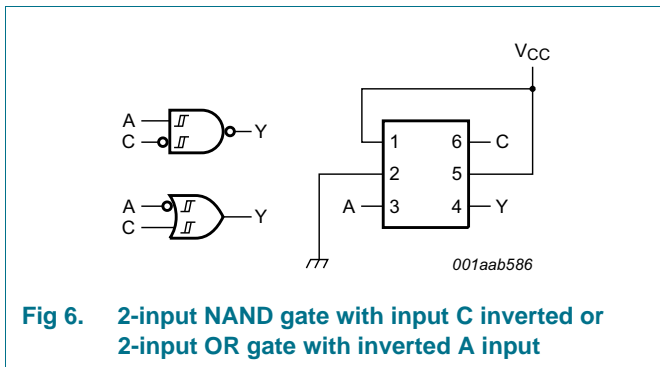 VCC
A
C
Y
A
C
Y
1
6
C
2
5
A
3
4
Y
001aab586
Fig 6. 2-input NAND gate with input C inverted or
2-input OR gate with inverted A input